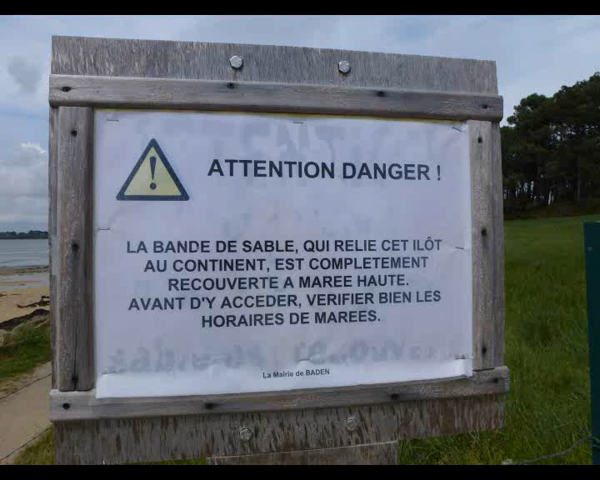 ATTENTION DANGER !
LA BANDE DE SABLE, QUI RELIE CET ILÔT
AU CONTINENT, EST COMPLETEMENT
RECOUVERTE A MAREE HAUTE.
AVANT D'Y ACCEDER, VERIFIER BIEN LES
HORAIRES DE MAREES.
La Mairie de BADEN